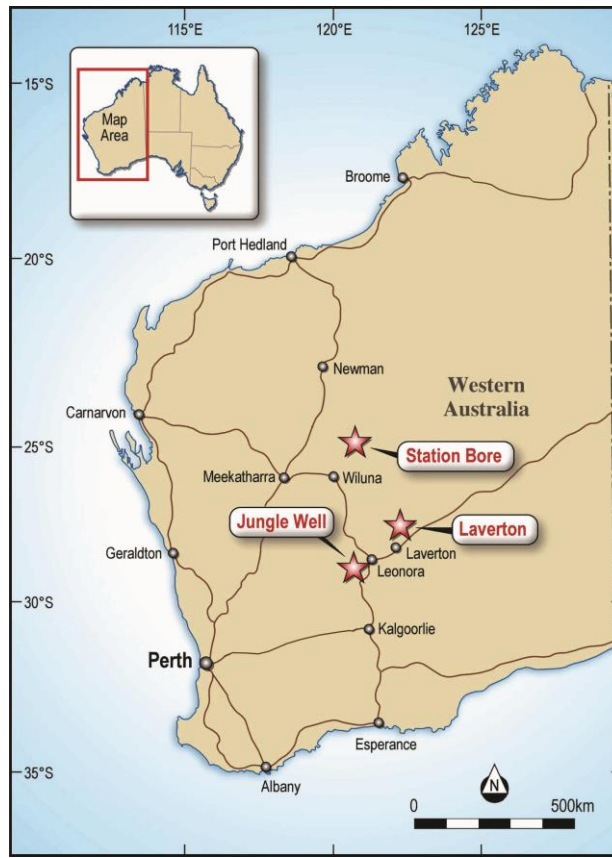 115°E
120°E
125°E
15°S
Map
Area
Broome
Port Hedland
20°S
Newman
Western
Australia
Carnarvon
25°S
Station Bore
Meekatharra
Wiluna
Jungle Well
Laverton
Laverton
Geraldton
Leonora
30°S
Kalgoorlie
Perth
Esperance
35°S
Albany
N
0
500km